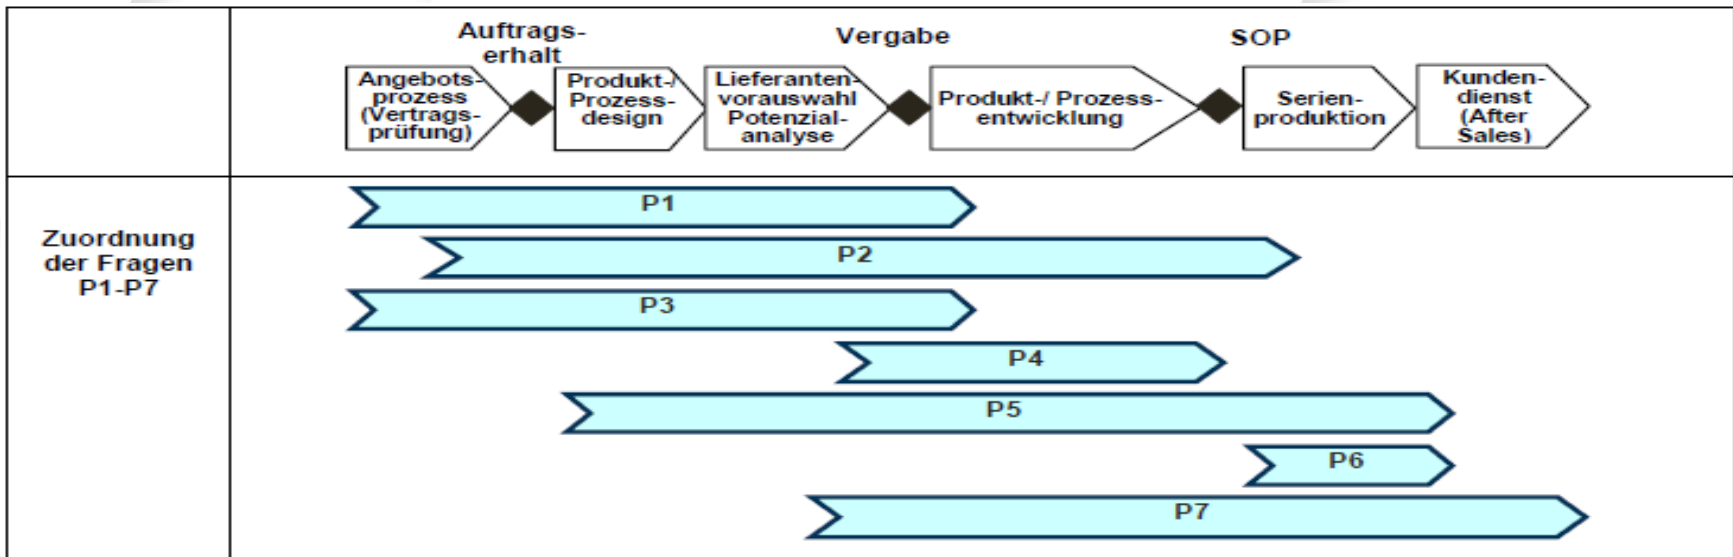 Auftrags-
erhalt
Vergabe
SOP
Angebots-
prozess
(Vertrags-
prüfung)
Produkt-/
Prozess-
design
Lieferanten-
vorauswahl
Potenzial-
analyse
Produkt-/ Prozess-
entwicklung
Serien-
produktion
Kunden-
dienst
(After
Sales)
Zuordnung
der Fragen
P1-P7
P1
P2
P3
P4
P5
P6
P7